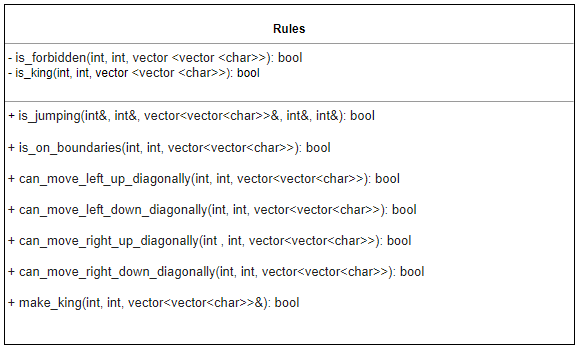 Rules
- is_forbidden(int, int, vector <vector <char>>): bool
- is_king(int, int, vector <vector <char>>): bool
+ is_jumping(int&, int&, vector<vector<char>>&, int&, int&): bool
+ is_on_boundaries(int, int, vector<vector<char>>): bool
+ can_move_left_up_diagonally(int, int, vector<vector<char>>): bool
+ can_move_left_down_diagonally(int, int, vector<vector<char>>): bool
+ can_move_right_up_diagonally(int , int, vector<vector<char>>): bool
+ can_move_right_down_diagonally(int, int, vector<vector<char>>): bool
+ make_king(int, int, vector<vector<char>>&): bool